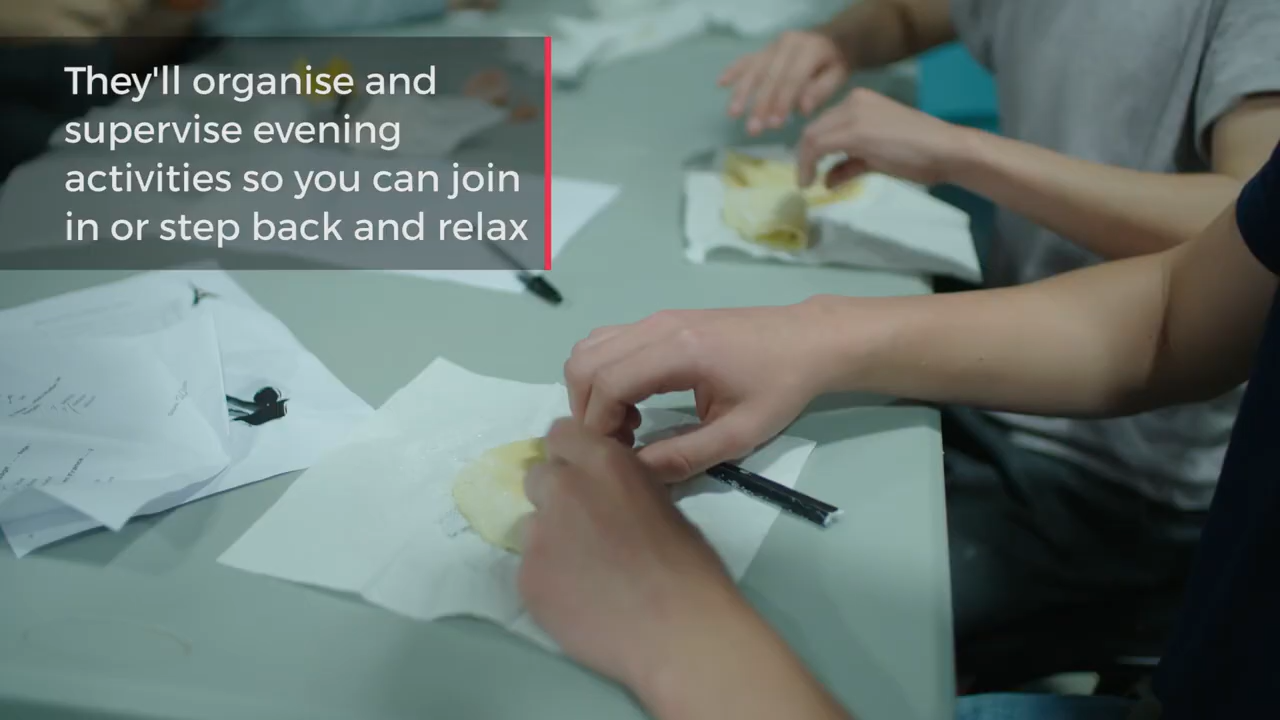 They'll organise and
supervise evening
activities so you can join
in or step back and relax